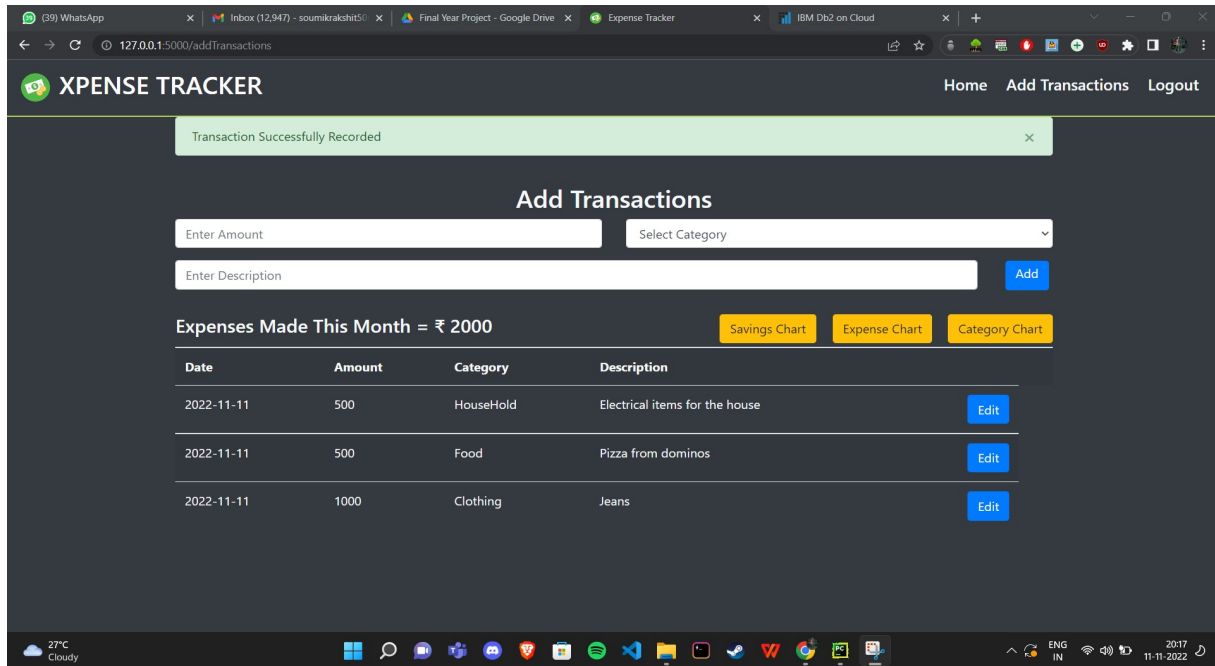 (39) WhatsApp
Inbox (12,947) - soumikrakshit50
Final Year Project - Google Drive
Expense Tracker
IBM Db2 on Cloud
127.0.0.1:5000/addTransactions
XPENSE TRACKER
Home Add Transactions Logout
Transaction Successfully Recorded ×
Add Transactions
Enter Amount Select Category
Enter Description Add
Expenses Made This Month = ₹ 2000 Savings Chart Expense Chart Category Chart
Date Amount Category Description
2022-11-11 500 HouseHold Electrical items for the house Edit
2022-11-11 500 Food Pizza from dominos Edit
2022-11-11 1000 Clothing Jeans Edit
27°C
Cloudy
ENG
IN
20:17
11-11-2022